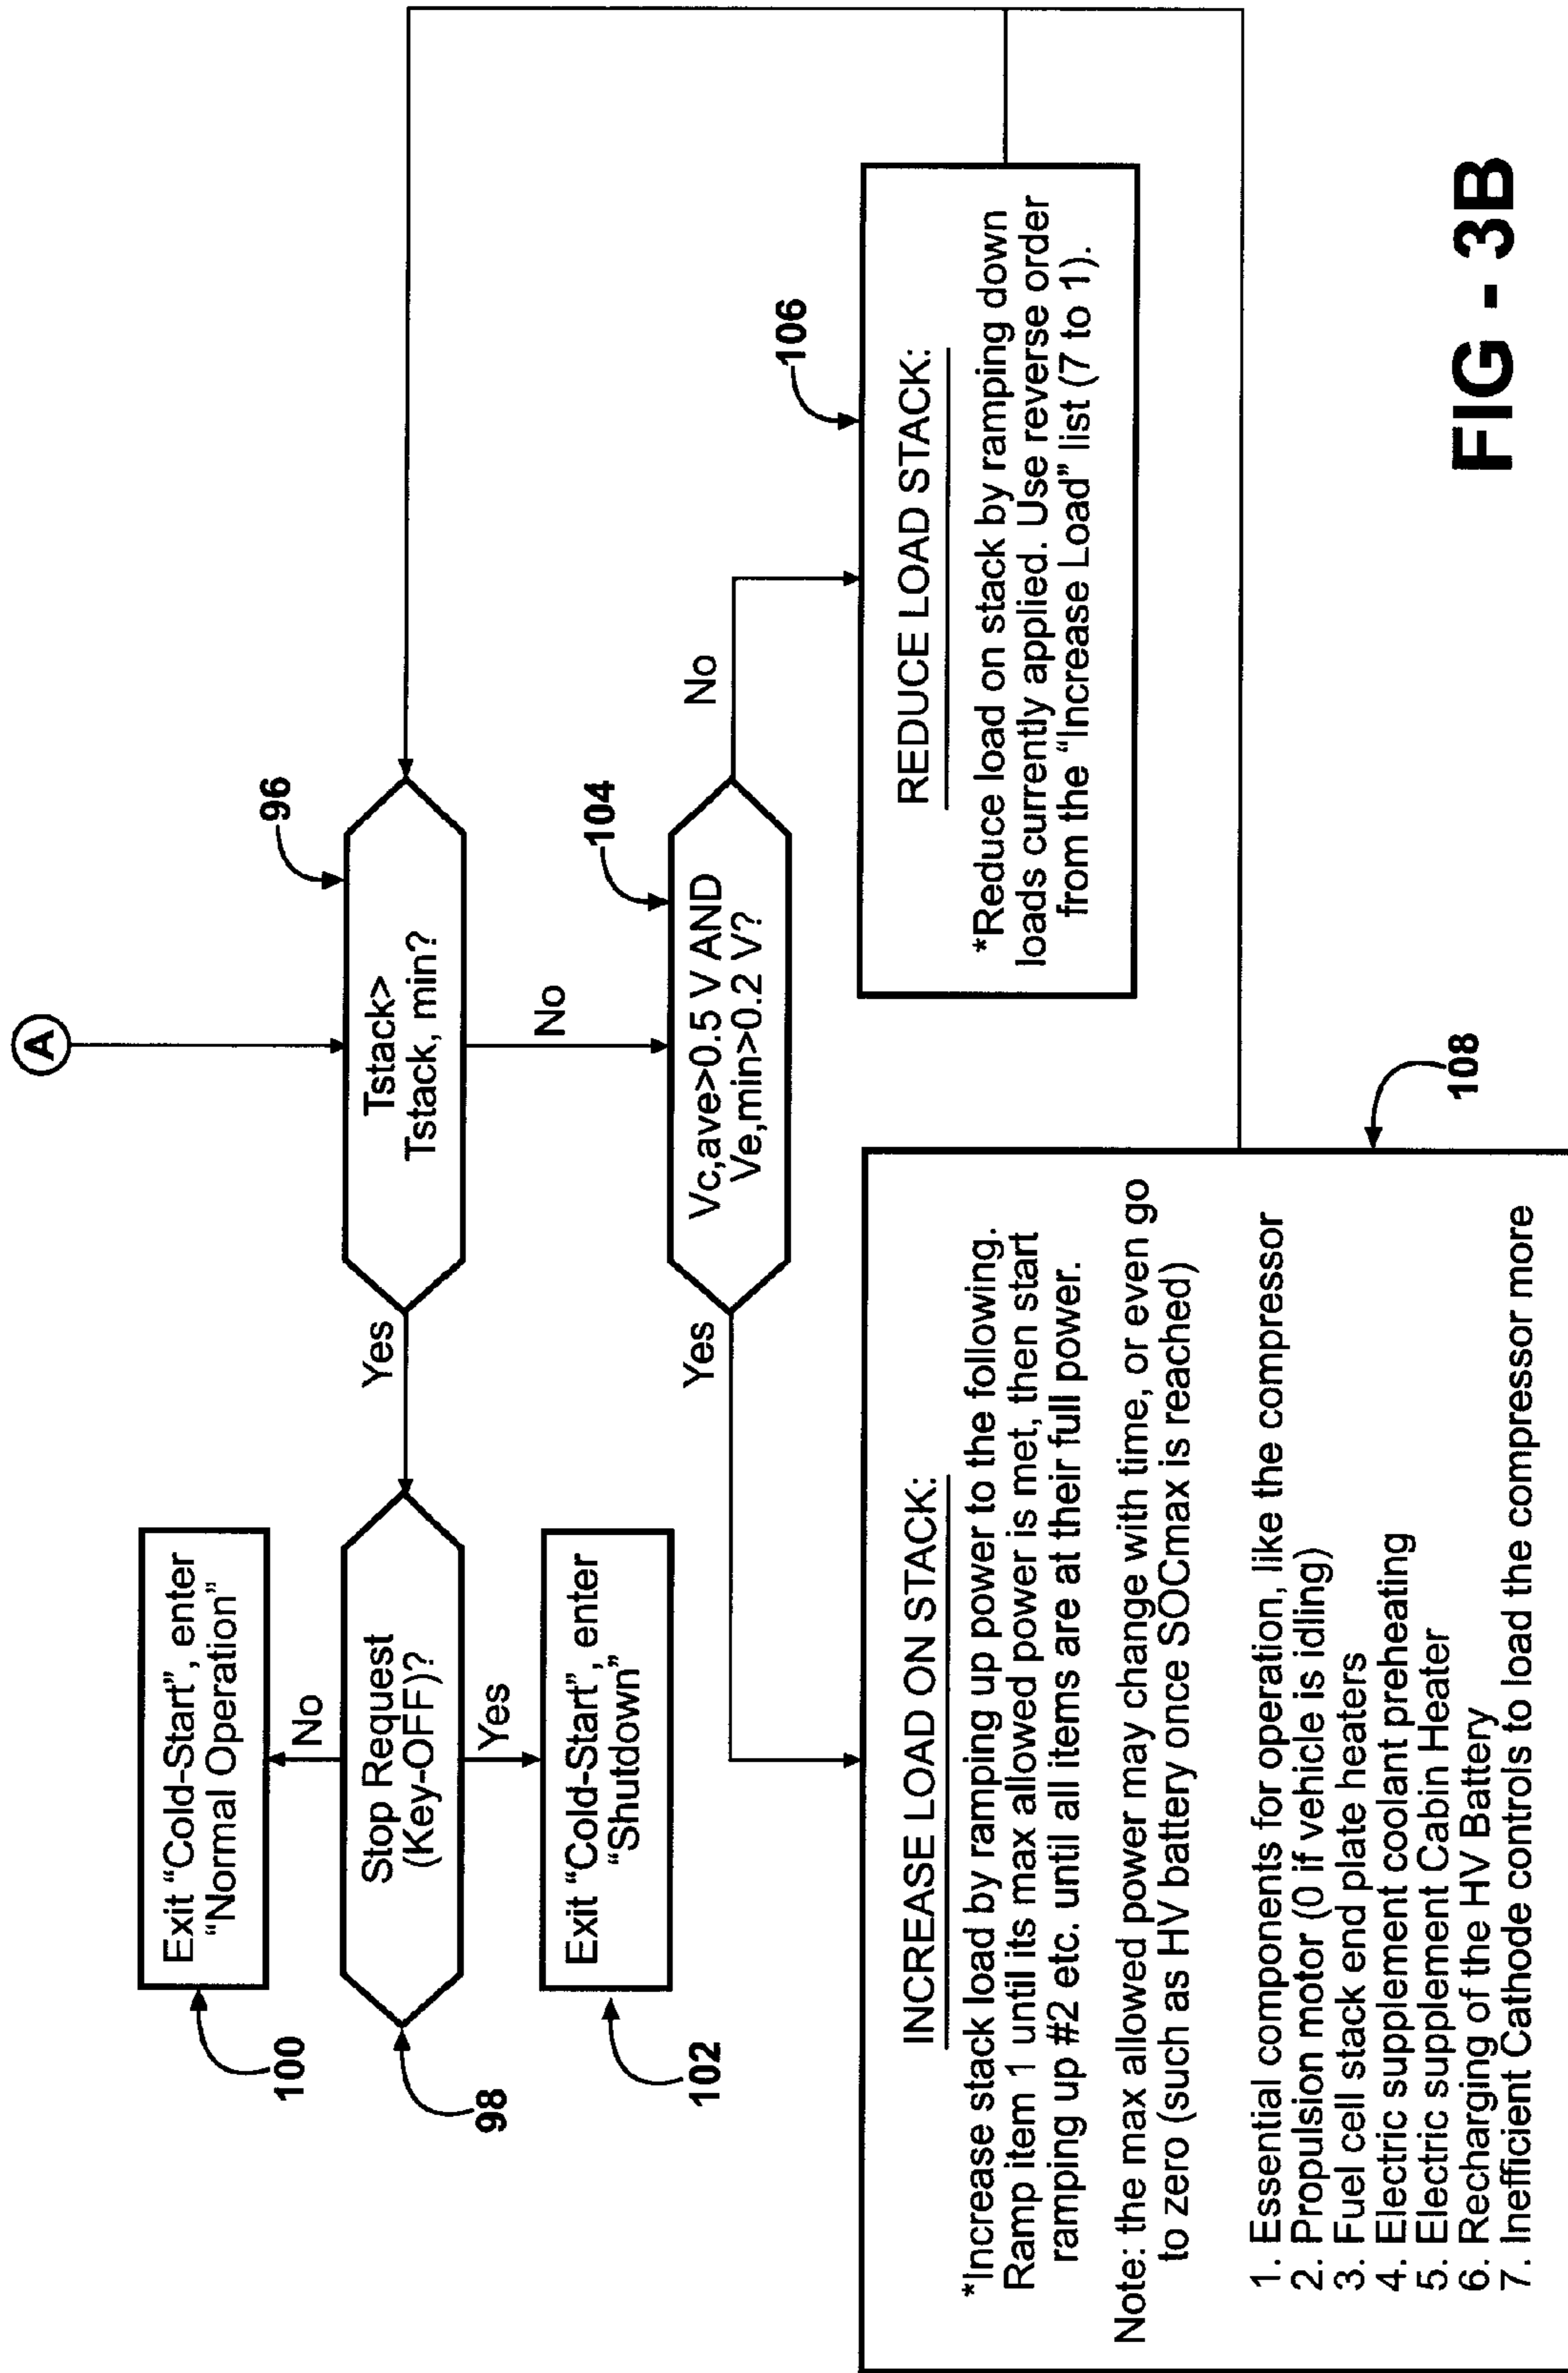 A
96
Tstack>
Tstack, min?
Yes
No
100
Exit “Cold-Start”, enter
“Normal Operation”
No
98
Stop Request
(Key-OFF)?
Yes
102
Exit “Cold-Start”, enter
“Shutdown”
104
Vc,ave>0.5 V AND
Ve,min>0.2 V?
Yes
No
106
REDUCE LOAD STACK:
*Reduce load on stack by ramping down
loads currently applied. Use reverse order
from the “Increase Load” list (7 to 1).
INCREASE LOAD ON STACK:
*Increase stack load by ramping up power to the following.
Ramp item 1 until its max allowed power is met, then start
ramping up #2 etc. until all items are at their full power.
Note: the max allowed power may change with time, or even go
to zero (such as HV battery once SOCmax is reached)
1. Essential components for operation, like the compressor
2. Propulsion motor (0 if vehicle is idling)
3. Fuel cell stack end plate heaters
4. Electric supplement coolant preheating
5. Electric supplement Cabin Heater
6. Recharging of the HV Battery
7. Inefficient Cathode controls to load the compressor more
108
FIG - 3B